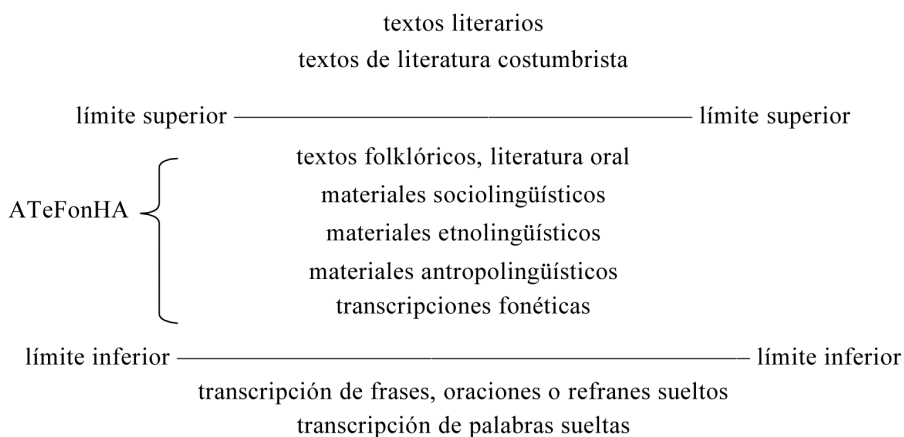 textos literarios
textos de literatura costumbrista
límite superior límite superior
textos folklóricos, literatura oral
materiales sociolingüísticos
ATeFonHA
materiales etnolingüísticos
materiales antropolingüísticos
transcripciones fonéticas
límite inferior límite inferior
transcripción de frases, oraciones o refranes sueltos
transcripción de palabras sueltas